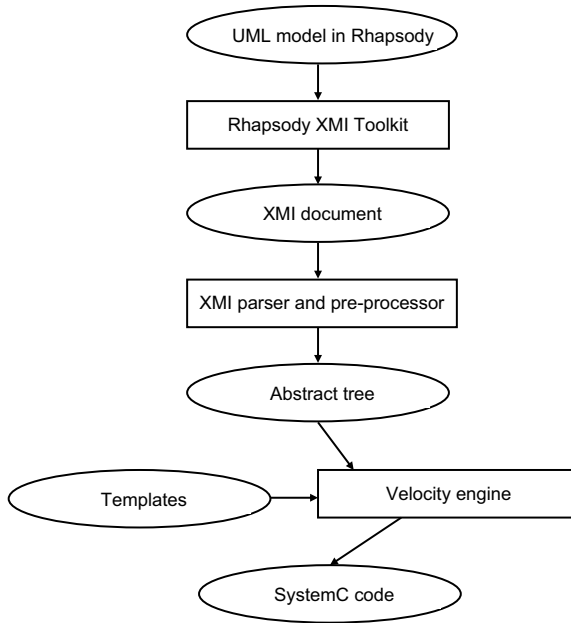 UML model in Rhapsody
Rhapsody XMI Toolkit
XMI document
XMI parser and pre-processor
Abstract tree
Templates
Velocity engine
SystemC code